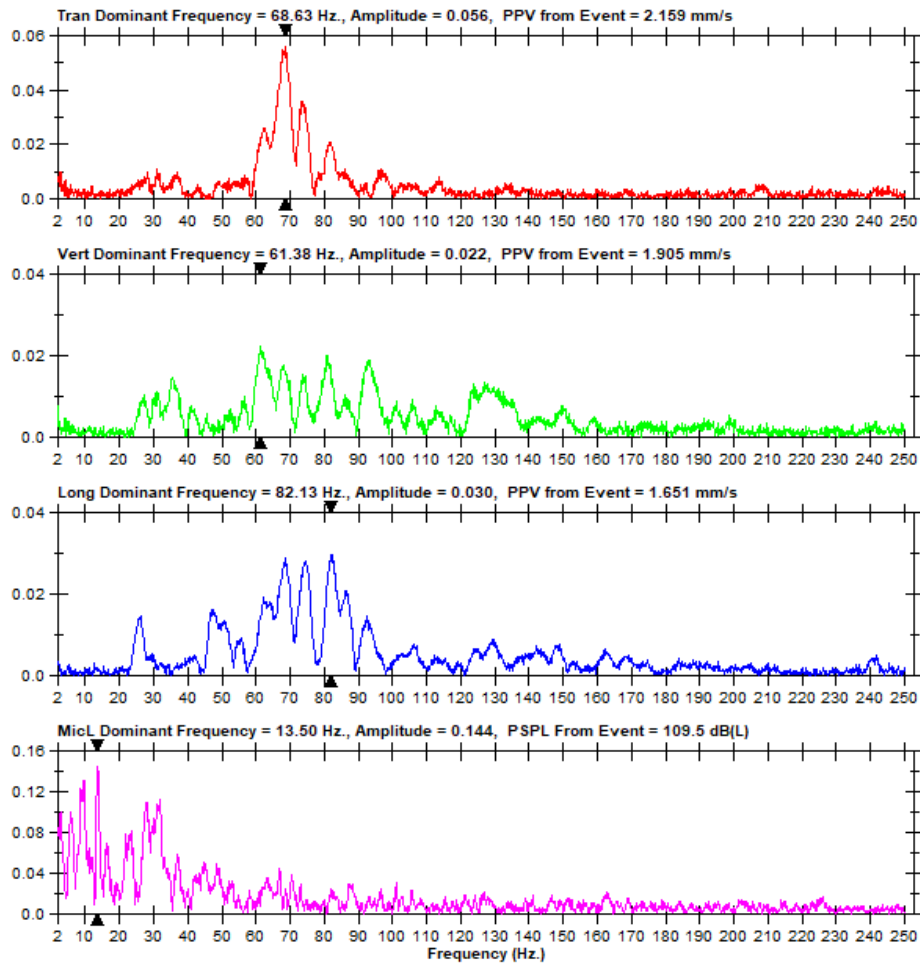 Tran Dominant Frequency = 68.63 Hz., Amplitude = 0.056, PPV from Event = 2.159 mm/s
0.06
0.04
0.02
0.0
2 10 20 30 40 50 60 70 80 90 100 110 120 130 140 150 160 170 180 190 200 210 220 230 240 250
Vert Dominant Frequency = 61.38 Hz., Amplitude = 0.022, PPV from Event = 1.905 mm/s
0.04
0.02
0.0
2 10 20 30 40 50 60 70 80 90 100 110 120 130 140 150 160 170 180 190 200 210 220 230 240 250
Long Dominant Frequency = 82.13 Hz., Amplitude = 0.030, PPV from Event = 1.651 mm/s
0.04
0.02
0.0
2 10 20 30 40 50 60 70 80 90 100 110 120 130 140 150 160 170 180 190 200 210 220 230 240 250
MicL Dominant Frequency = 13.50 Hz., Amplitude = 0.144, PSPL From Event = 109.5 dB(L)
0.16
0.12
0.08
0.04
0.0
2 10 20 30 40 50 60 70 80 90 100 110 120 130 140 150 160 170 180 190 200 210 220 230 240 250
Frequency (Hz.)